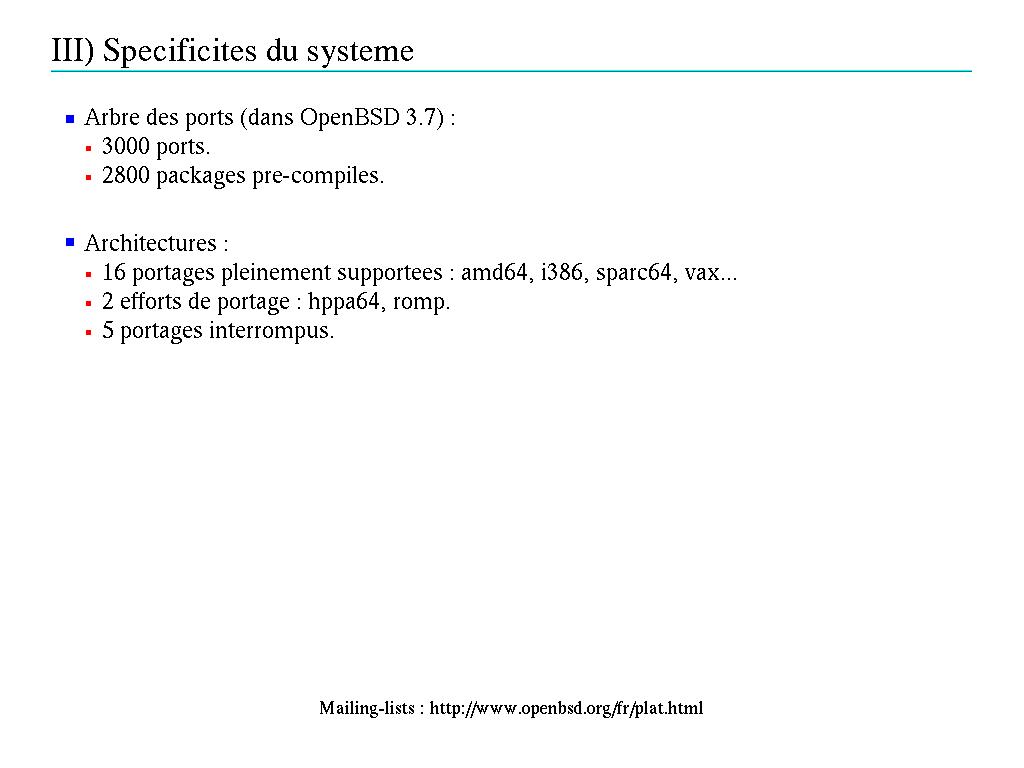 III) Specificites du systeme
Arbre des ports (dans OpenBSD 3.7) :
3000 ports.
2800 packages pre-compiles.
Architectures :
16 portages pleinement supportees : amd64, i386, sparc64, vax...
2 efforts de portage : hppa64, romp.
5 portages interrompus.
Mailing-lists : http://www.openbsd.org/fr/plat.html